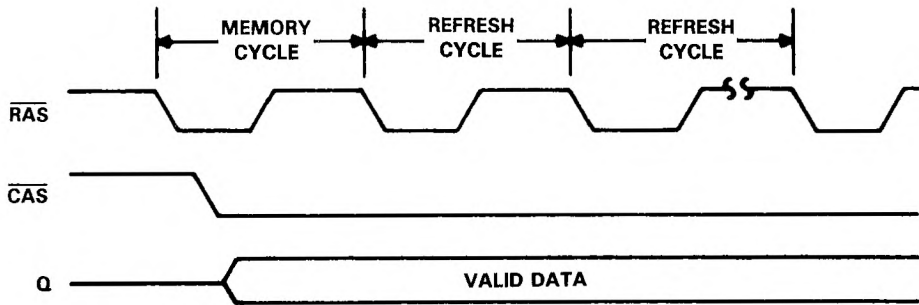 MEMORY
CYCLE
REFRESH
CYCLE
REFRESH
CYCLE
RAS
CAS
Q
VALID DATA